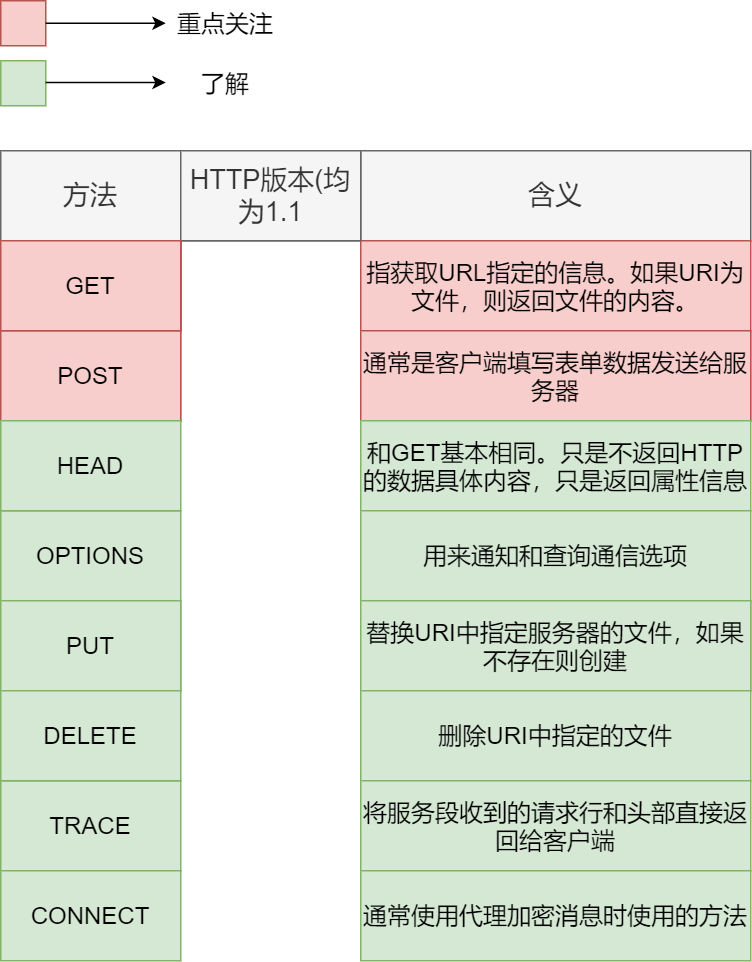 重点关注
了解
方法
HTTP版本(均
为1.1
含义
GET
指获取URL指定的信息。如果URI为
文件，则返回文件的内容。
POST
通常是客户端填写表单数据发送给服
务器
HEAD
和GET基本相同。只是不返回HTTP
的数据具体内容，只是返回属性信息
OPTIONS
用来通知和查询通信选项
PUT
替换URI中指定服务器的文件，如果
不存在则创建
DELETE
删除URI中指定的文件
TRACE
将服务段收到的请求行和头部直接返
回给客户端
CONNECT
通常使用代理加密消息时使用的方法